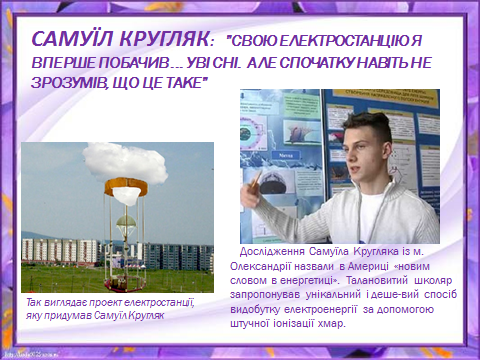 САМУЇЛ КРУГЛЯК: "СВОЮ ЕЛЕКТРОСТАНЦІЮ Я
ВПЕРШЕ ПОБАЧИВ ... УВІ СНІ. АЛЕ СПОЧАТКУ НАВІТЬ НЕ
ЗРОЗУМІВ, ЩО ЦЕ ТАКЕ"
Так виглядає проект електростанції,
яку придумав Самуїл Кругляк
Дослідження Самуїла Кругляка із м.
Олександрії назвали в Америці «новим
словом в енергетиці». Талановитий школяр
запропонував унікальний і деше-вий спосіб
видобутку електроенергії за допомогою
штучної іонізації хмар.